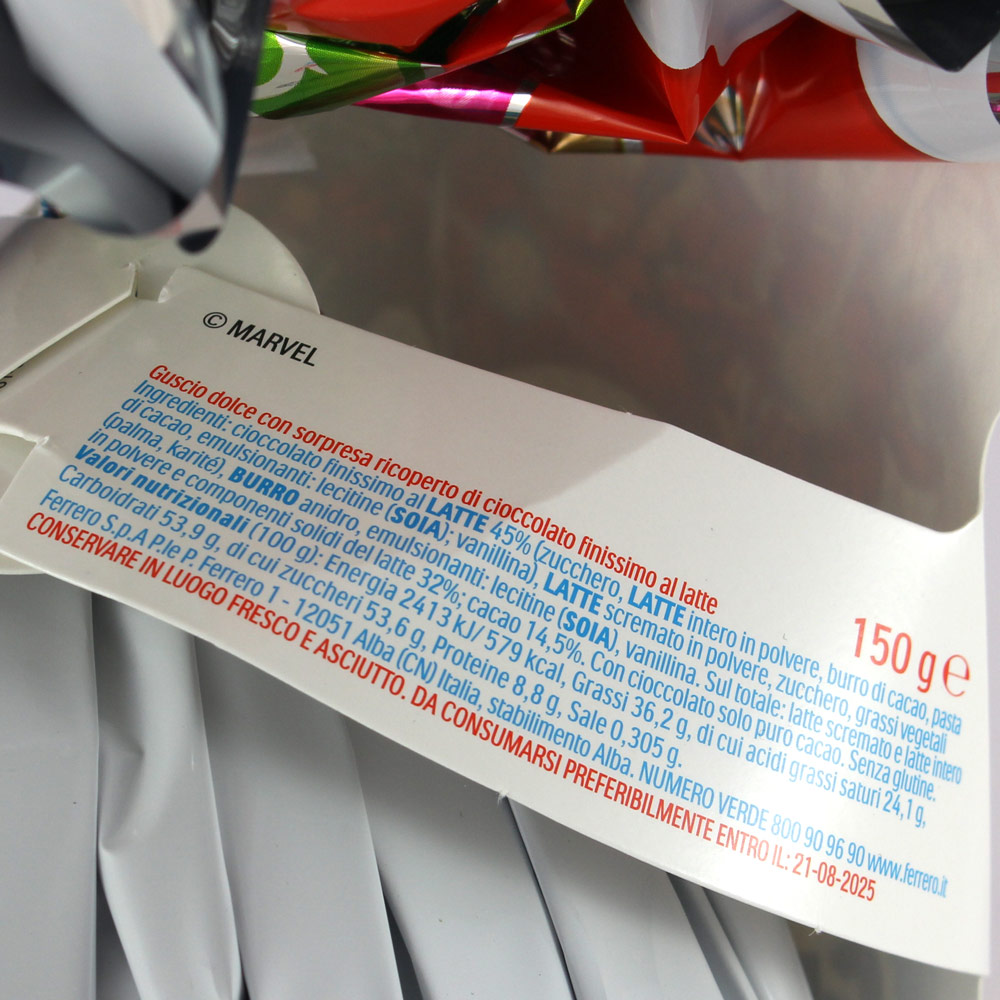 © MARVEL
Guscio dolce con sorpresa ricoperto di cioccolato finissimo al latte
Ingredienti: cioccolato finissimo al LATTE 45% (zucchero, LATTE intero in polvere, burro di cacao, pasta
di cacao, emulsionanti: lecitine (SOIA); vanillina), LATTE scremato in polvere, zucchero, grassi vegetali
(palma, karité), BURRO anidro, emulsionanti: lecitine (SOIA), vanillina. Sul totale: latte scremato e latte intero
in polvere e componenti solidi del latte 32%; cacao 14,5%. Con cioccolato solo puro cacao. Senza glutine.
Valori nutrizionali (100 g): Energia 2413 kJ/ 579 kcal, Grassi 36,2 g, di cui acidi grassi saturi 24,1 g,
Carboidrati 53,9 g, di cui zuccheri 53,6 g, Proteine 8,8 g, Sale 0,305 g.
Ferrero S.p.A P.le P. Ferrero 1 - 12051 Alba (CN) Italia, stabilimento Alba. NUMERO VERDE 800 90 96 90 www.ferrero.it
CONSERVARE IN LUOGO FRESCO E ASCIUTTO. DA CONSUMARSI PREFERIBILMENTE ENTRO IL: 21-08-2025
150 g e